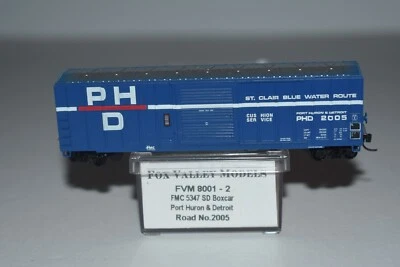 PH
D
ST. CLAIR BLUE WATER ROUTE
CUSHION
SERVICE
PORT HURON & DETROIT
PHD 2005
FOX VALLEY MODELS
FVM 8001 - 2
FMC 5347 SD Boxcar
Port Huron & Detroit
Road No.2005